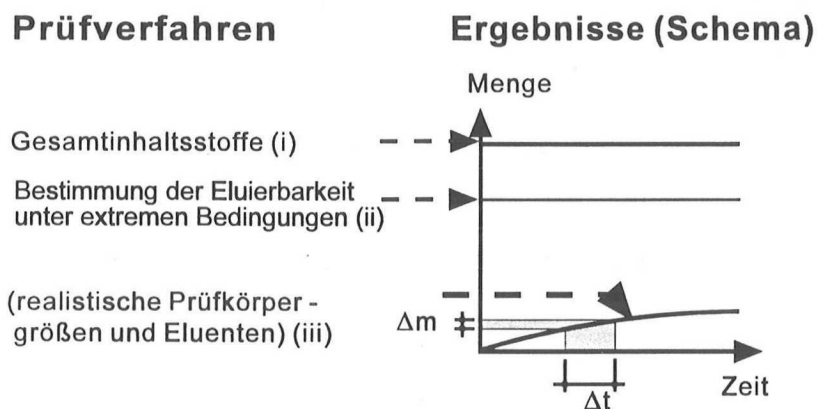 Prüfverfahren
Ergebnisse (Schema)
Menge
Gesamtinhaltsstoffe (i)
Bestimmung der Eluierbarkeit
unter extremen Bedingungen (ii)
(realistische Prüfkörper -
größen und Eluenten) (iii)
Δm
Zeit
Δt